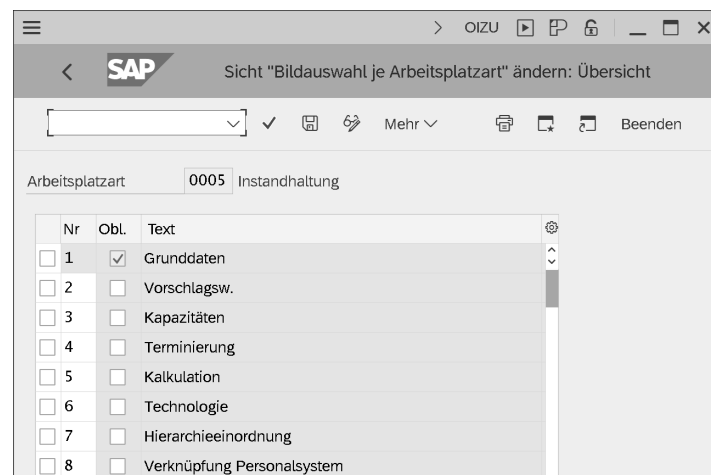 OIZU
SAP Sicht "Bildauswahl je Arbeitsplatzart" ändern: Übersicht
Mehr Beenden
Arbeitsplatzart 0005 Instandhaltung
Nr Obl. Text
1 Grunddaten
2 Vorschlagsw.
3 Kapazitäten
4 Terminierung
5 Kalkulation
6 Technologie
7 Hierarchieeinordnung
8 Verknüpfung Personalsystem